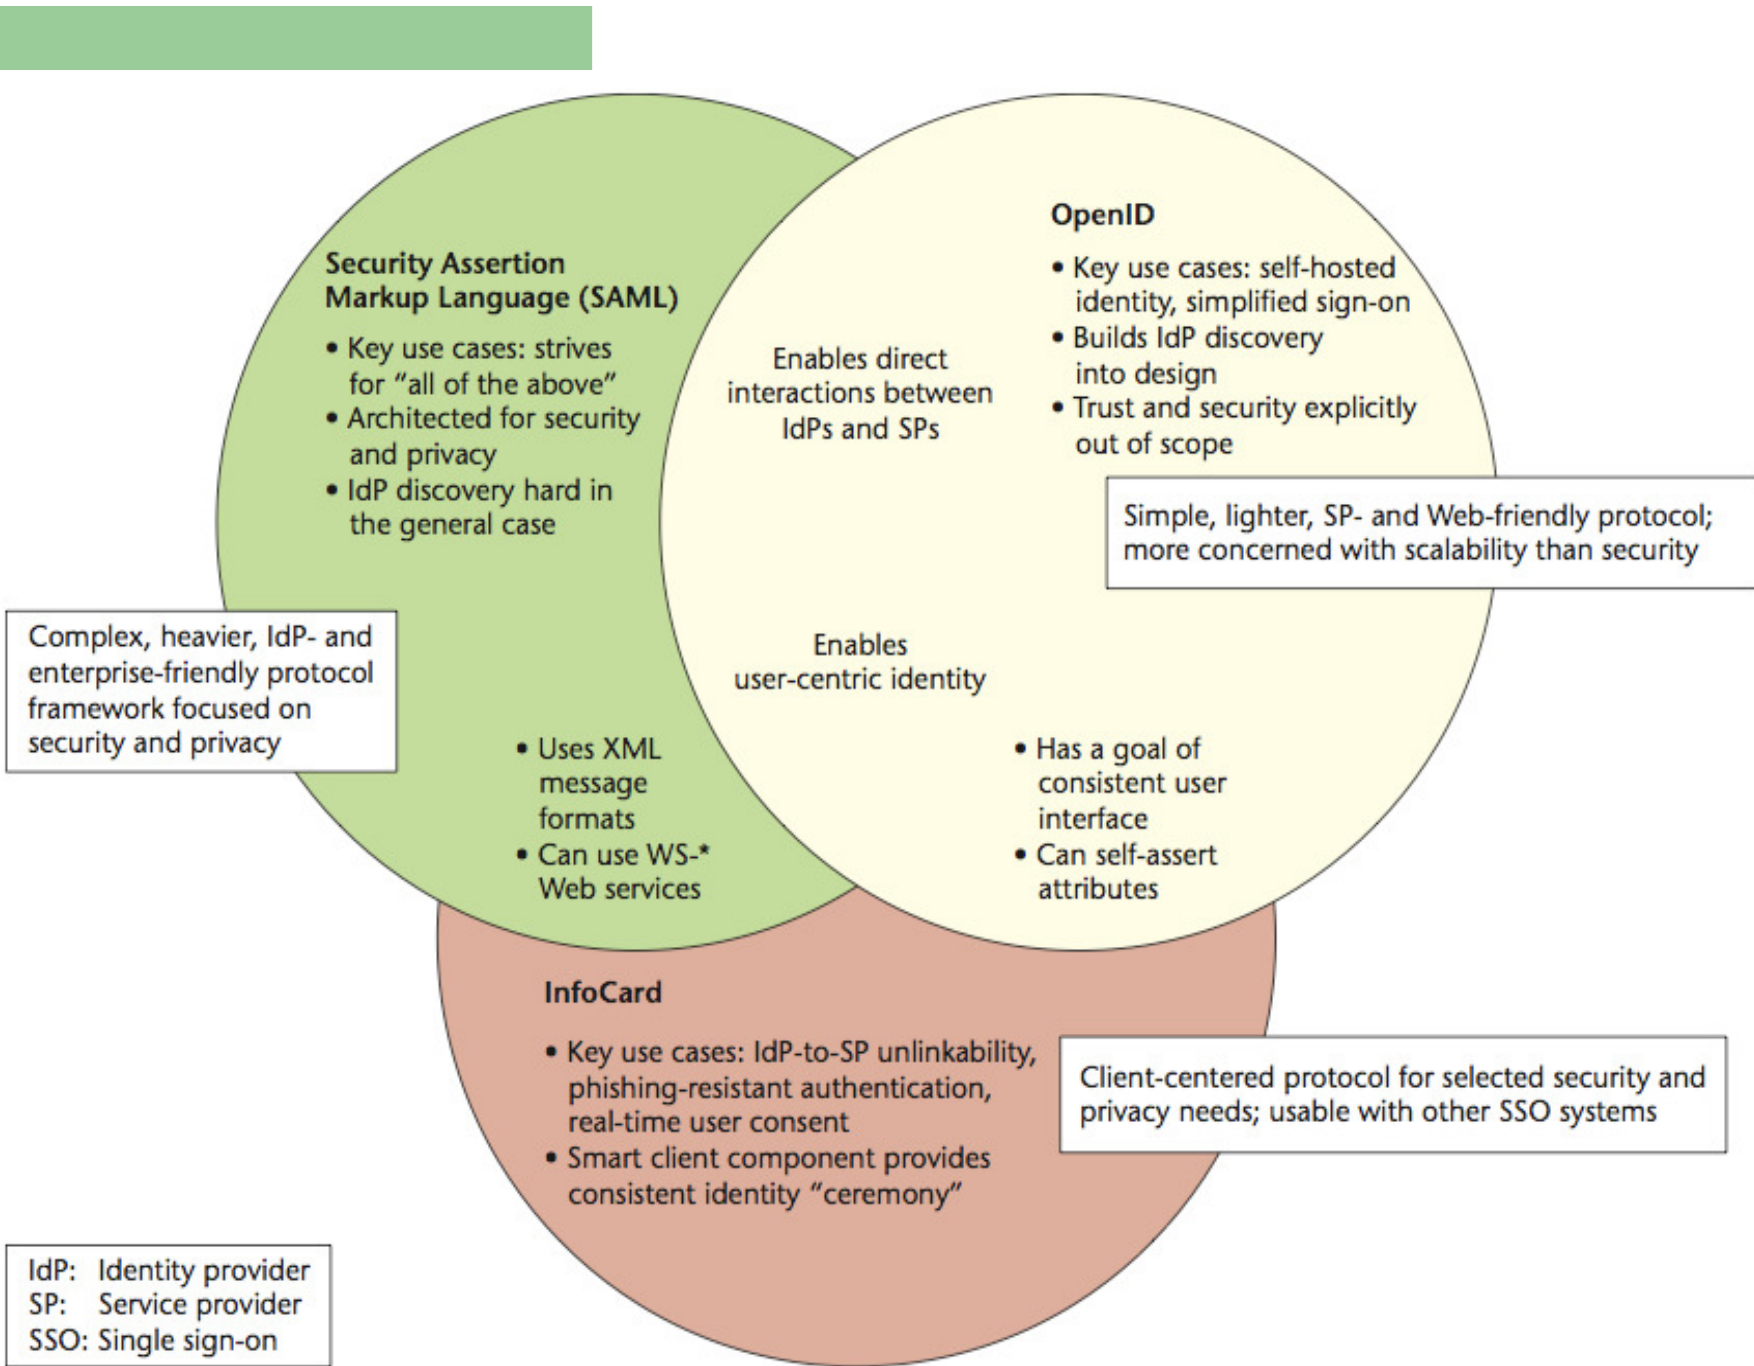 Security Assertion
Markup Language (SAML)
• Key use cases: strives
for “all of the above”
• Architected for security
and privacy
• IdP discovery hard in
the general case
OpenID
• Key use cases: self-hosted
identity, simplified sign-on
• Builds IdP discovery
into design
• Trust and security explicitly
out of scope
Enables direct
interactions between
IdPs and SPs
Simple, lighter, SP- and Web-friendly protocol;
more concerned with scalability than security
Complex, heavier, IdP- and
enterprise-friendly protocol
framework focused on
security and privacy
Enables
user-centric identity
• Uses XML
message
formats
• Can use WS-*
Web services
• Has a goal of
consistent user
interface
• Can self-assert
attributes
InfoCard
• Key use cases: IdP-to-SP unlinkability,
phishing-resistant authentication,
real-time user consent
• Smart client component provides
consistent identity “ceremony”
Client-centered protocol for selected security and
privacy needs; usable with other SSO systems
IdP: Identity provider
SP: Service provider
SSO: Single sign-on